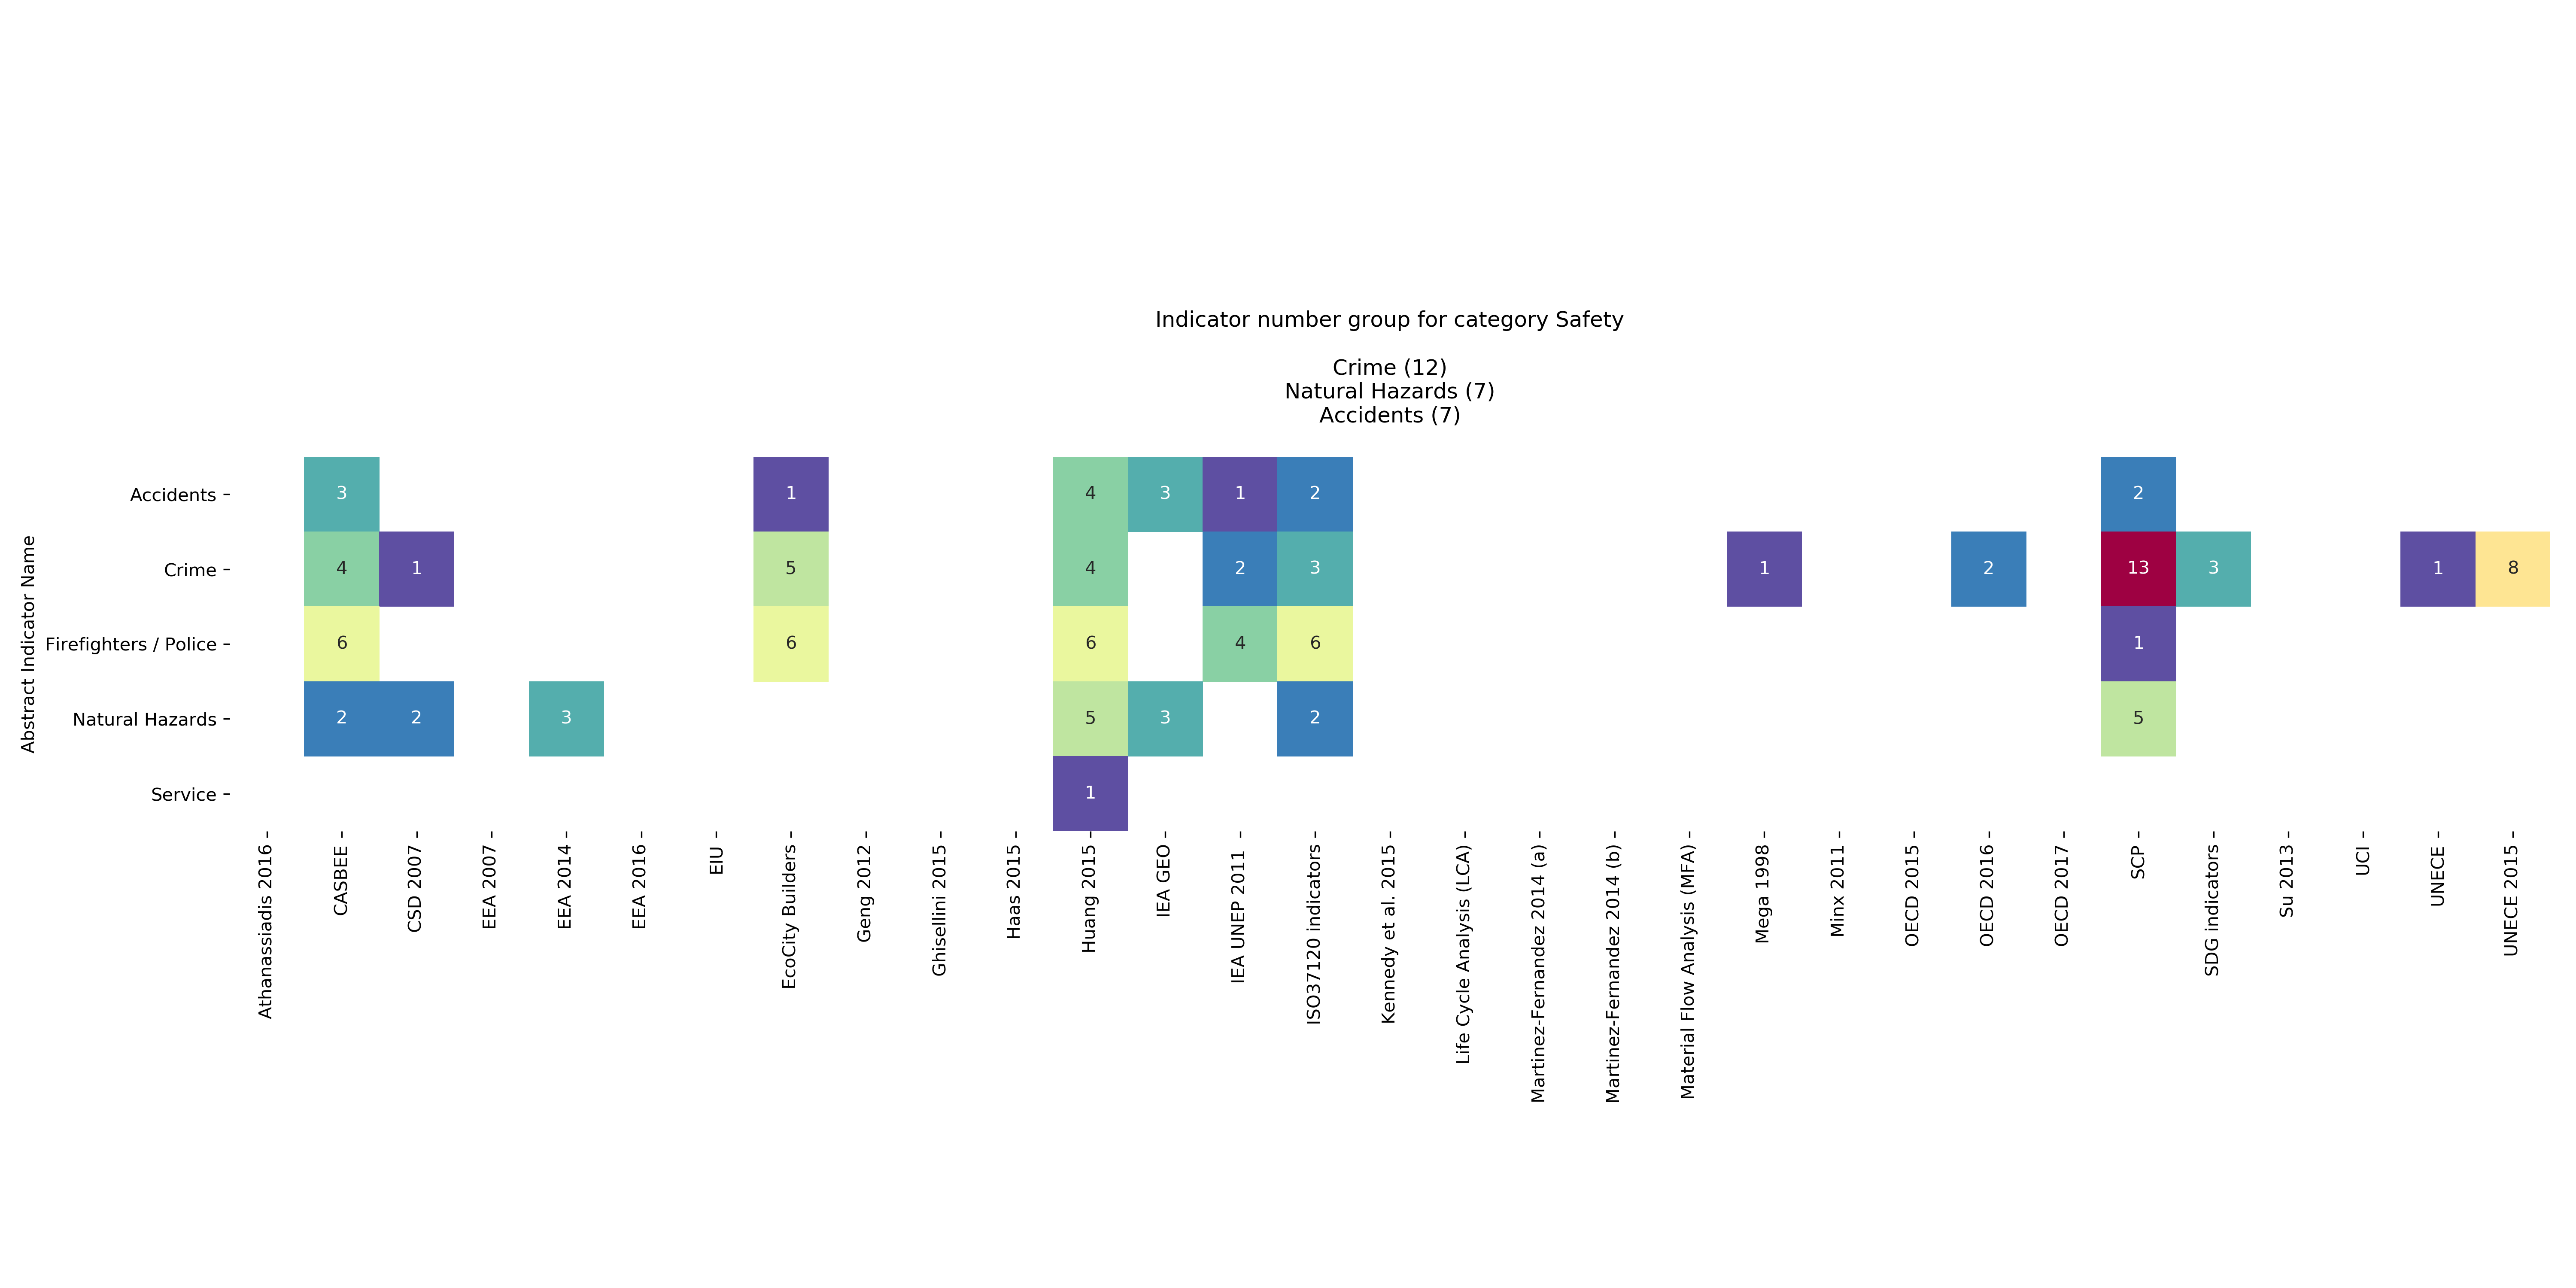 Indicator number group for category Safety
Crime (12)
Natural Hazards (7)
Accidents (7)
Abstract Indicator Name
Accidents 3 1 4 3 1 2 2
Crime 4 1 5 4 2 3 1 2 13 3 1 8
Firefighters / Police 6 6 6 4 6 1
Natural Hazards 2 2 3 5 3 2 5
Service 1
Athanassiadis 2016
CASBEE
CSD 2007
EEA 2007
EEA 2014
EEA 2016
EIU
EcoCity Builders
Geng 2012
Ghisellini 2015
Haas 2015
Huang 2015
IEA GEO
IEA UNEP 2011
ISO37120 indicators
Kennedy et al. 2015
Life Cycle Analysis (LCA)
Martinez-Fernandez 2014 (a)
Martinez-Fernandez 2014 (b)
Material Flow Analysis (MFA)
Mega 1998
Minx 2011
OECD 2015
OECD 2016
OECD 2017
SCP
SDG indicators
Su 2013
UCI
UNECE
UNECE 2015